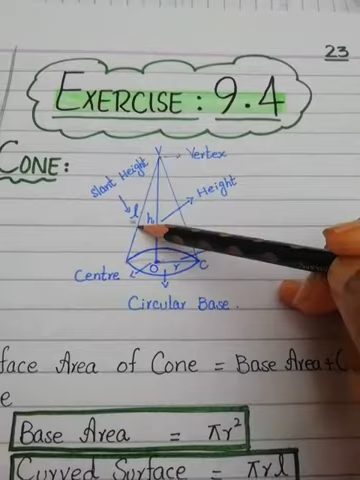 23
EXERCISE: 9.4
CONE:
V → Vertex
Slant Height
Height
l
h
O r C
Centre
Circular Base.
face Area of Cone = Base Area + C
e
Base Area = πr²
Curved Surface = πrl